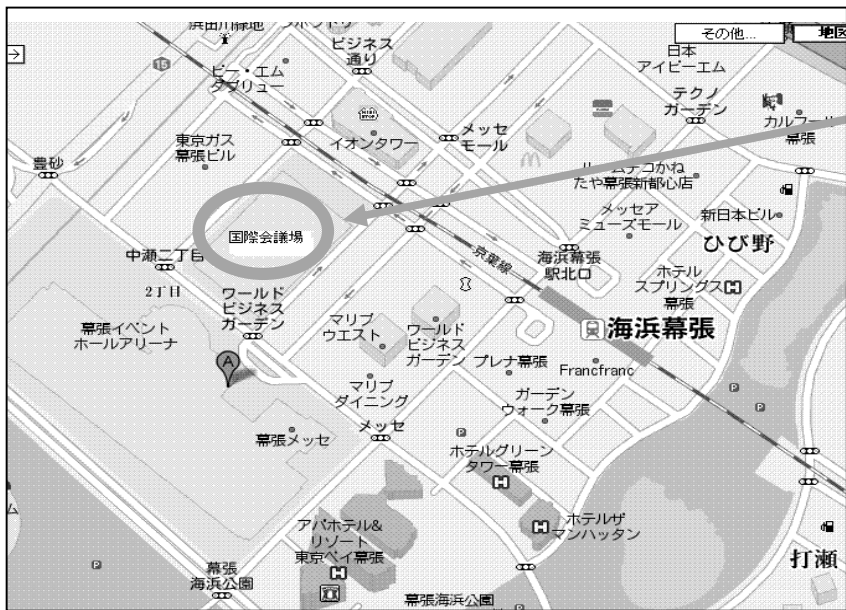 浜田川緑地
その他...
地図
ビジネス
通り
日本
アイビーエム
ビー・エム
ダブリュー
15
テクノ
ガーデン
カルフール
幕張
東京ガス
幕張ビル
イオンタワー
メッセ
モール
豊砂
たや幕張新都心店
メッセア
ミューズモール
新日本ビル
ひび野
国際会議場
中瀬二丁目
京葉線
海浜幕張
駅北口
ホテル
スプリングス
幕張
H
2丁目
ワールド
ビジネス
ガーデン
幕張イベント
ホールアリーナ
マリブ
ウエスト
ワールド
ビジネス
ガーデン
海浜幕張
プレナ幕張
Francfranc
A
マリブ
ダイニング
ガーデン
ウォーク幕張
P
P
幕張メッセ
メッセ
P
ホテルグリーン
タワー幕張
H
アパホテル&
リゾート
東京ベイ幕張
H
H
ホテルザ
マンハッタン
ム
P
打瀬
幕張
海浜公園
幕張海浜公園